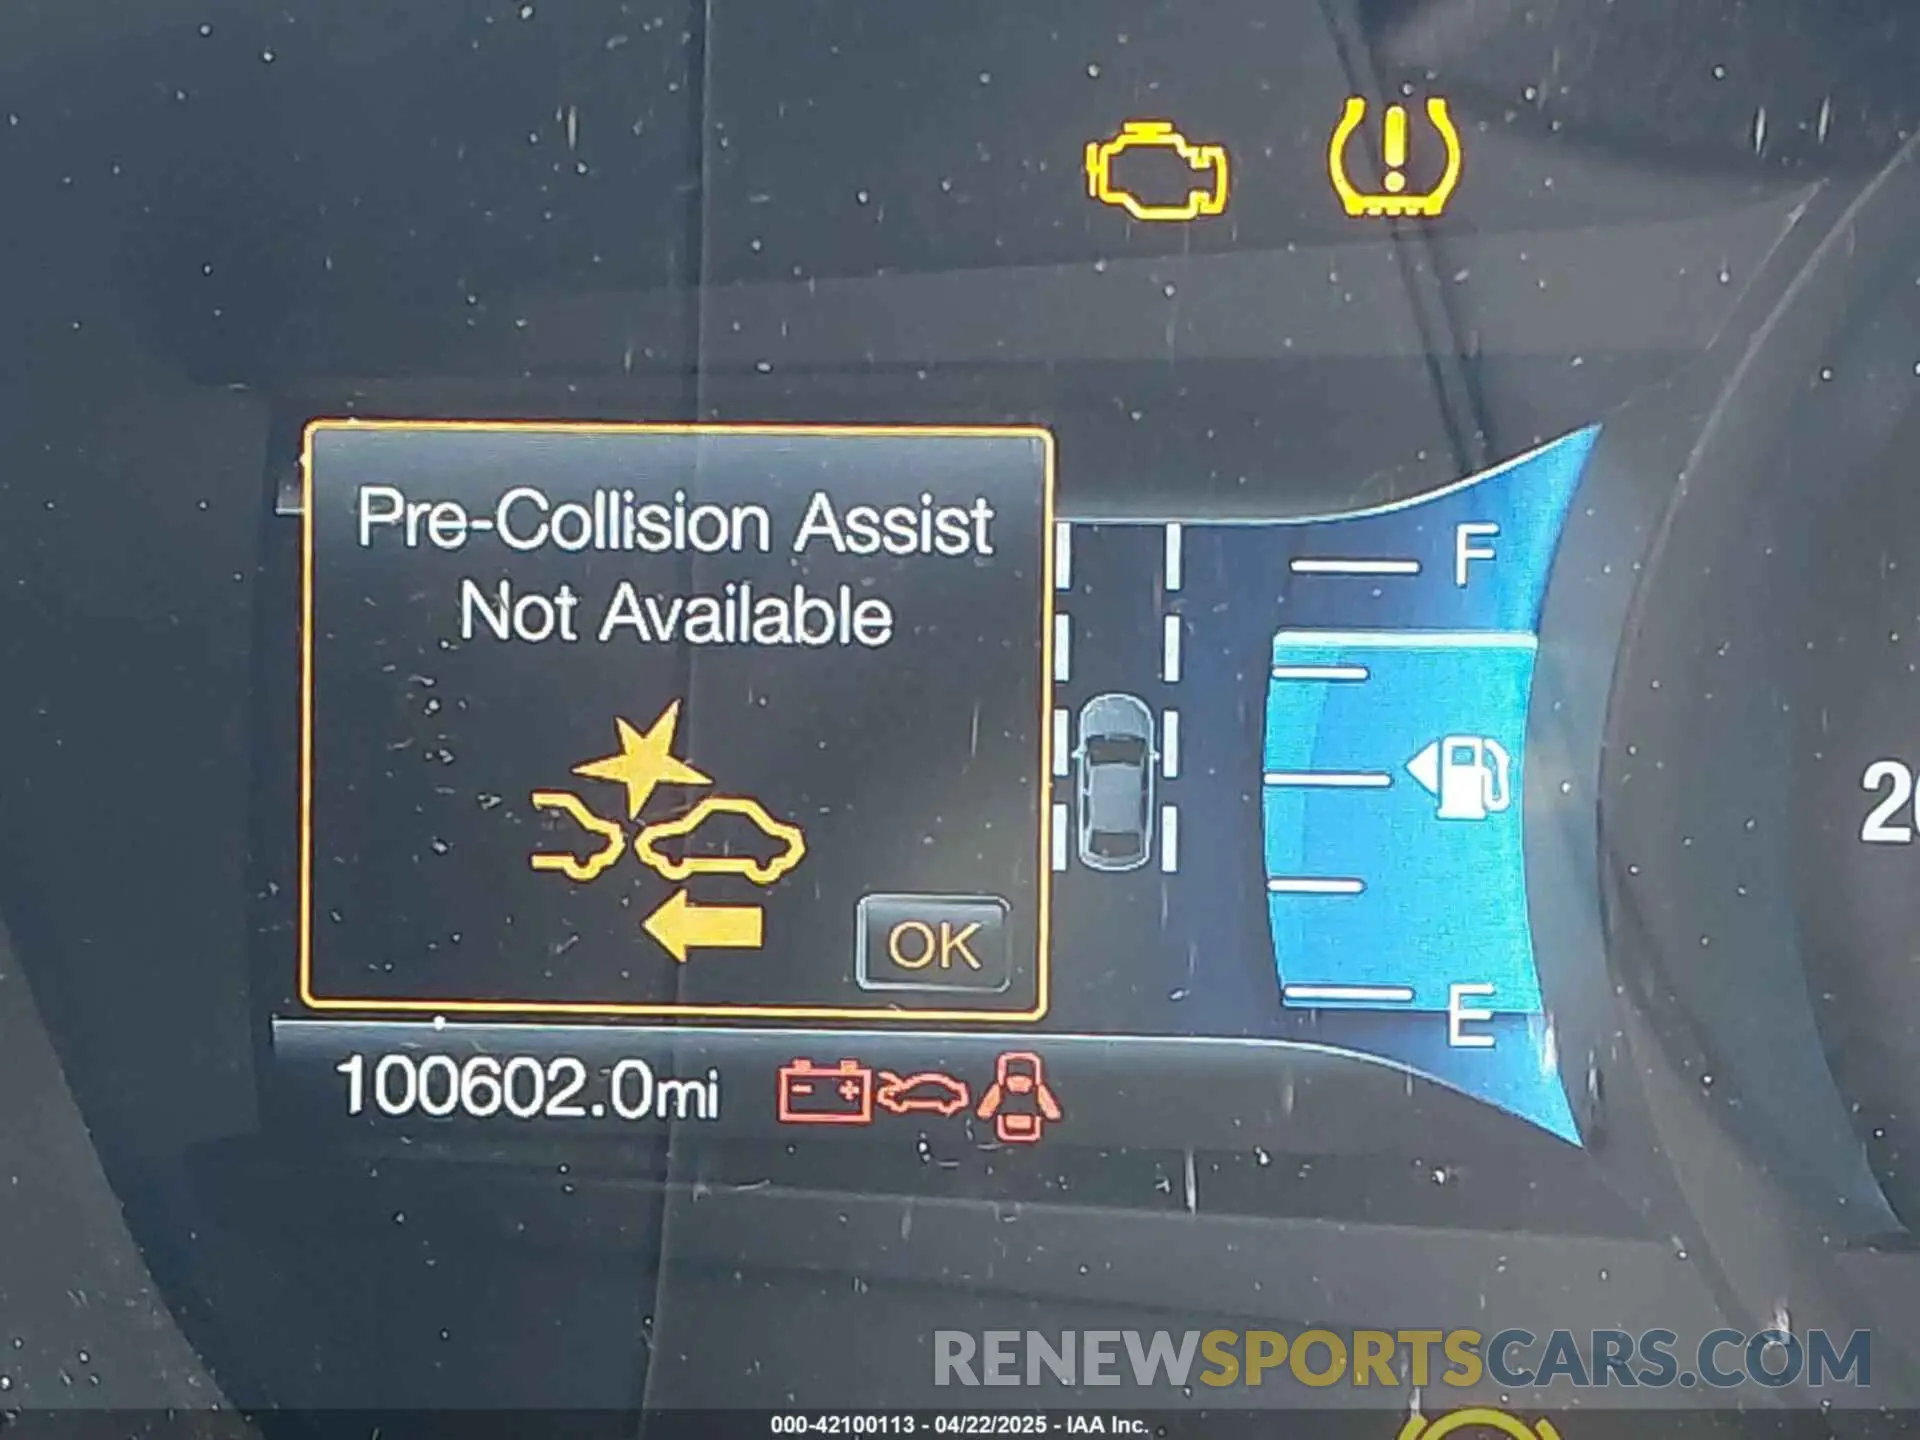 Pre-Collision Assist
Not Available
OK
F
E
100602.0mi
RENEWSPORTSCARS.COM
000-42100113 - 04/22/2025 - IAA Inc.